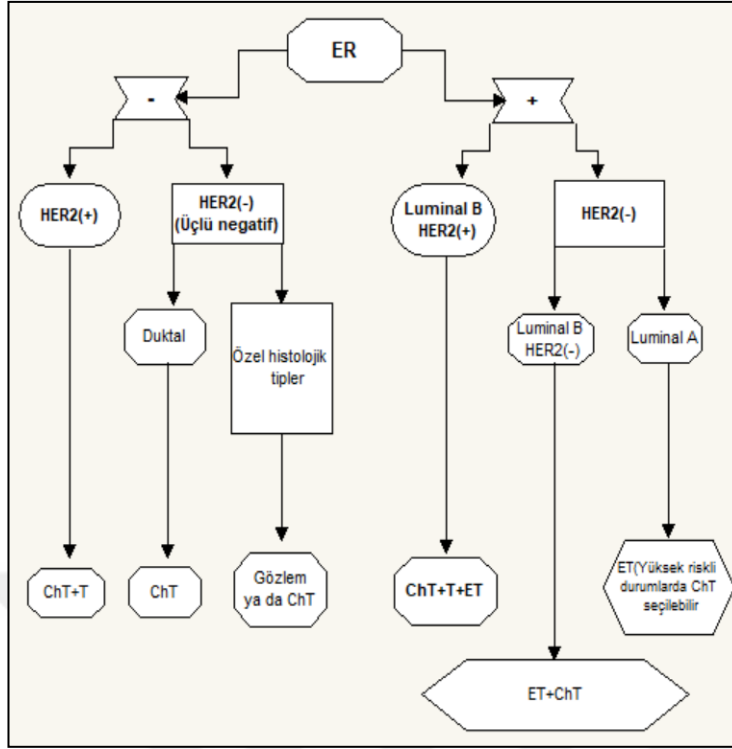 ER
-
+
HER2(+)
HER2(-)
(Üçlü negatif)
Luminal B
HER2(+)
HER2(-)
Duktal
Özel histolojik
tipler
Luminal B
HER2(-)
Luminal A
ChT+T
ChT
Gözlem
ya da ChT
ChT+T+ET
ET(Yüksek riskli
durumlarda ChT
seçilebilir
ET+ChT